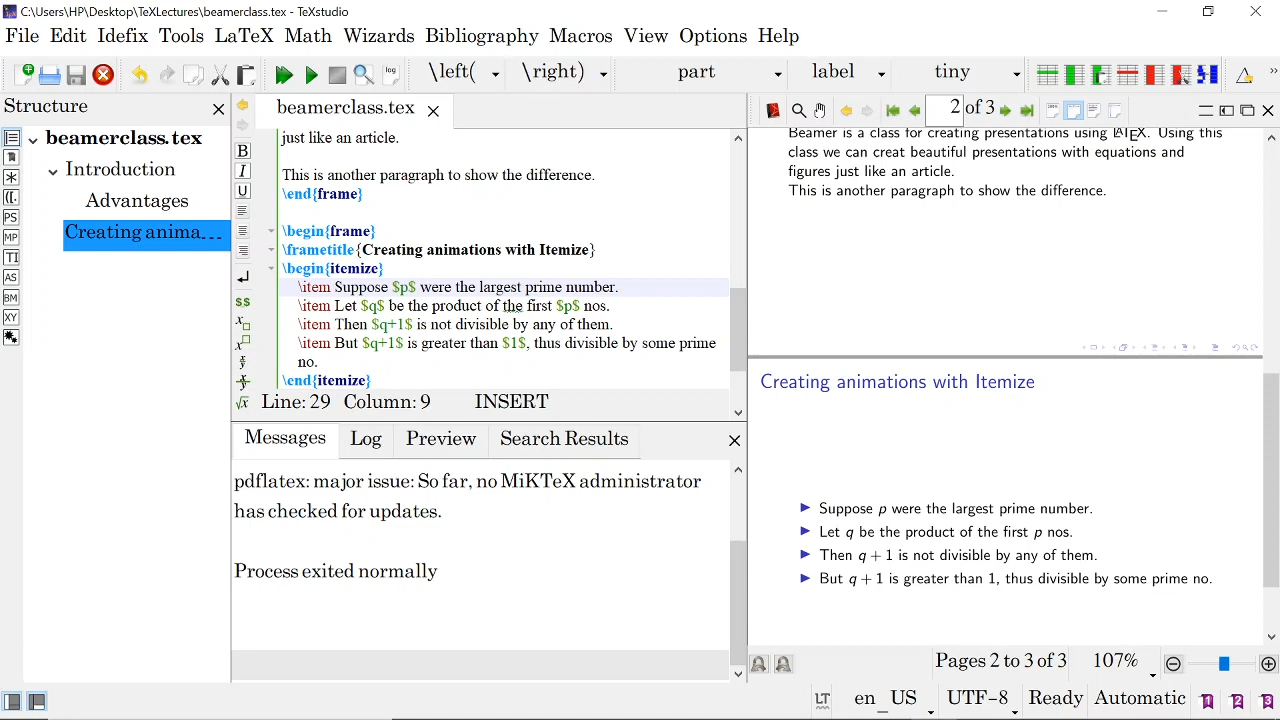 C:\Users\HP\Desktop\TeXLectures\beamerclass.tex - TeXstudio
File Edit Idefix Tools LaTeX Math Wizards Bibliography Macros View Options Help
\left( \right) part label tiny
Structure
beamerclass.tex
Introduction
Advantages
Creating anima...
beamerclass.tex
just like an article.
This is another paragraph to show the difference.
\end{frame}
\begin{frame}
\frametitle{Creating animations with Itemize}
\begin{itemize}
\item Suppose $p$ were the largest prime number.
\item Let $q$ be the product of the first $p$ nos.
\item Then $q+1$ is not divisible by any of them.
\item But $q+1$ is greater than $1$, thus divisible by some prime
no.
\end{itemize}
Line: 29 Column: 9 INSERT
Messages Log Preview Search Results
pdflatex: major issue: So far, no MiKTeX administrator
has checked for updates.
Process exited normally
2 of 3
Beamer is a class for creating presentations using LATEX. Using this
class we can creat beautiful presentations with equations and
figures just like an article.
This is another paragraph to show the difference.
Creating animations with Itemize
Suppose p were the largest prime number.
Let q be the product of the first p nos.
Then q + 1 is not divisible by any of them.
But q + 1 is greater than 1, thus divisible by some prime no.
Pages 2 to 3 of 3 107%
LT en_US UTF-8 Ready Automatic 1 2 3